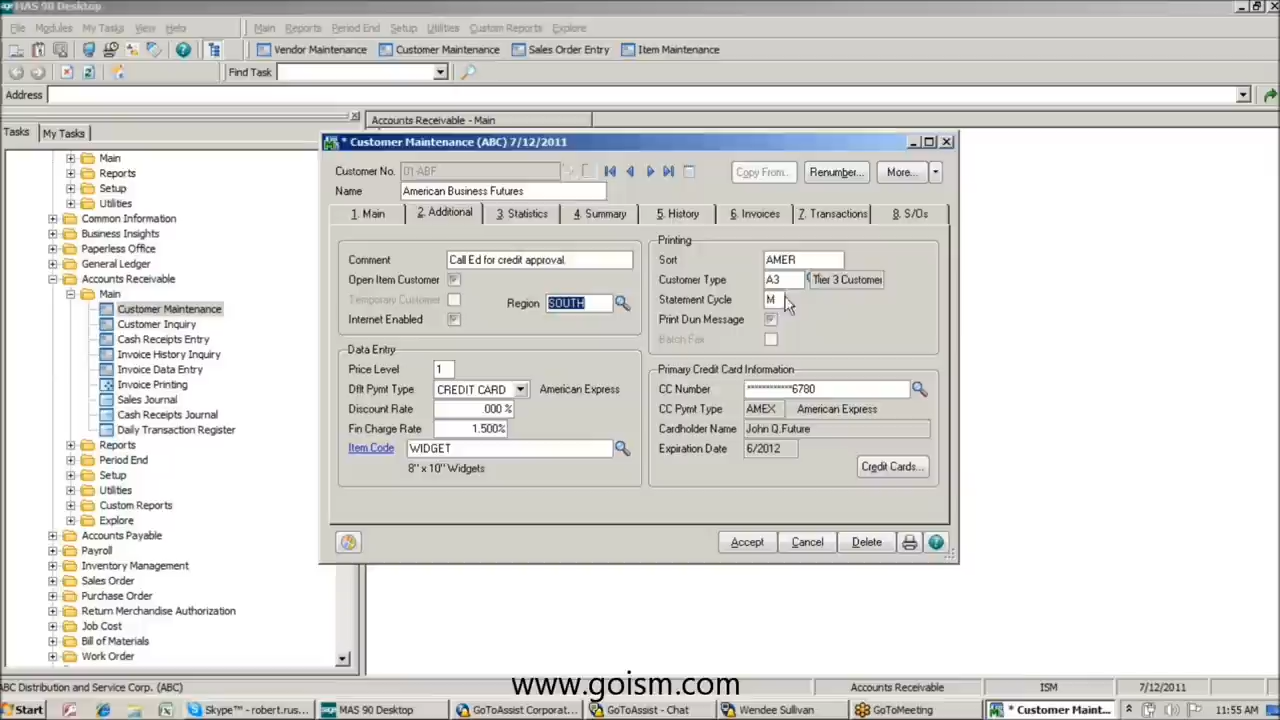 MAS 90 Desktop
File Modules My Tasks View Help Main Reports Period End Setup Utilities Custom Reports Explore
Vendor Maintenance Customer Maintenance Sales Order Entry Item Maintenance
Find Task
Address
Tasks My Tasks
Accounts Receivable - Main
Main
Reports
Setup
Utilities
Common Information
Business Insights
Paperless Office
General Ledger
Accounts Receivable
Main
Customer Maintenance
Customer Inquiry
Cash Receipts Entry
Invoice History Inquiry
Invoice Data Entry
Invoice Printing
Sales Journal
Cash Receipts Journal
Daily Transaction Register
Reports
Period End
Setup
Utilities
Custom Reports
Explore
Accounts Payable
Payroll
Inventory Management
Sales Order
Purchase Order
Return Merchandise Authorization
Job Cost
Bill of Materials
Work Order
* Customer Maintenance (ABC) 7/12/2011
Customer No. 01-ABF Copy From... Renumber... More...
Name American Business Futures
1. Main 2. Additional 3. Statistics 4. Summary 5. History 6. Invoices 7. Transactions 8. S/Os
Comment Call Ed for credit approval.
Open Item Customer
Temporary Customer Region SOUTH
Internet Enabled
Data Entry
Price Level 1
Dflt Pymt Type CREDIT CARD American Express
Discount Rate .000 %
Fin Charge Rate 1.500%
Item Code WIDGET
8" x 10" Widgets
Printing
Sort AMER
Customer Type A3 Tier 3 Customer
Statement Cycle M
Print Dun Message
Batch Fax
Primary Credit Card Information
CC Number ************6780
CC Pymt Type AMEX American Express
Cardholder Name John Q.Future
Expiration Date 6/2012
Credit Cards...
Accept Cancel Delete
ABC Distribution and Service Corp. (ABC) Accounts Receivable ISM 7/12/2011
www.goism.com
Start Skype™ - robert.rus... MAS 90 Desktop GoToAssist Corporat... GoToAssist - Chat Wendee Sullivan GoToMeeting * Customer Maint... 11:55 AM